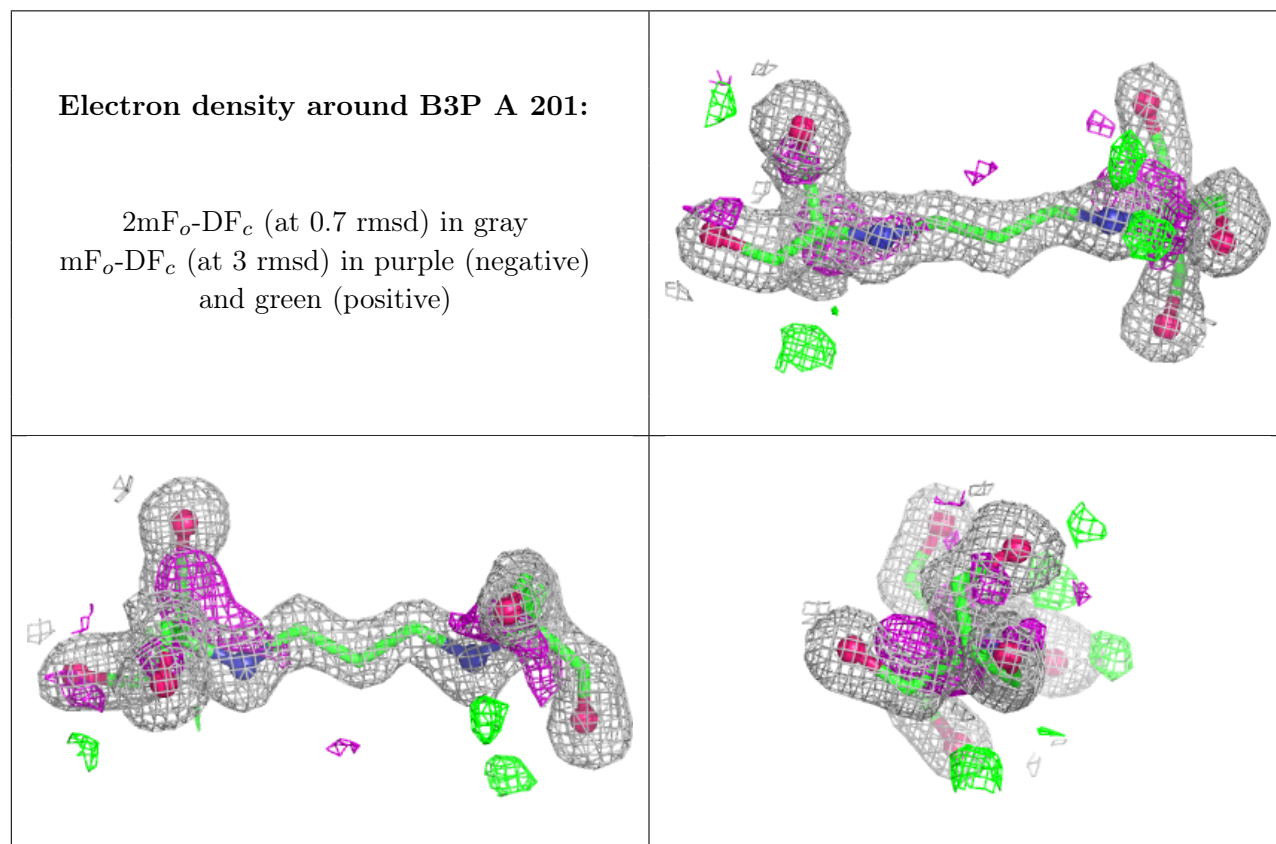 Electron density around B3P A 201:
2mFₒ-DF𝒸 (at 0.7 rmsd) in gray
mFₒ-DF𝒸 (at 3 rmsd) in purple (negative)
and green (positive)